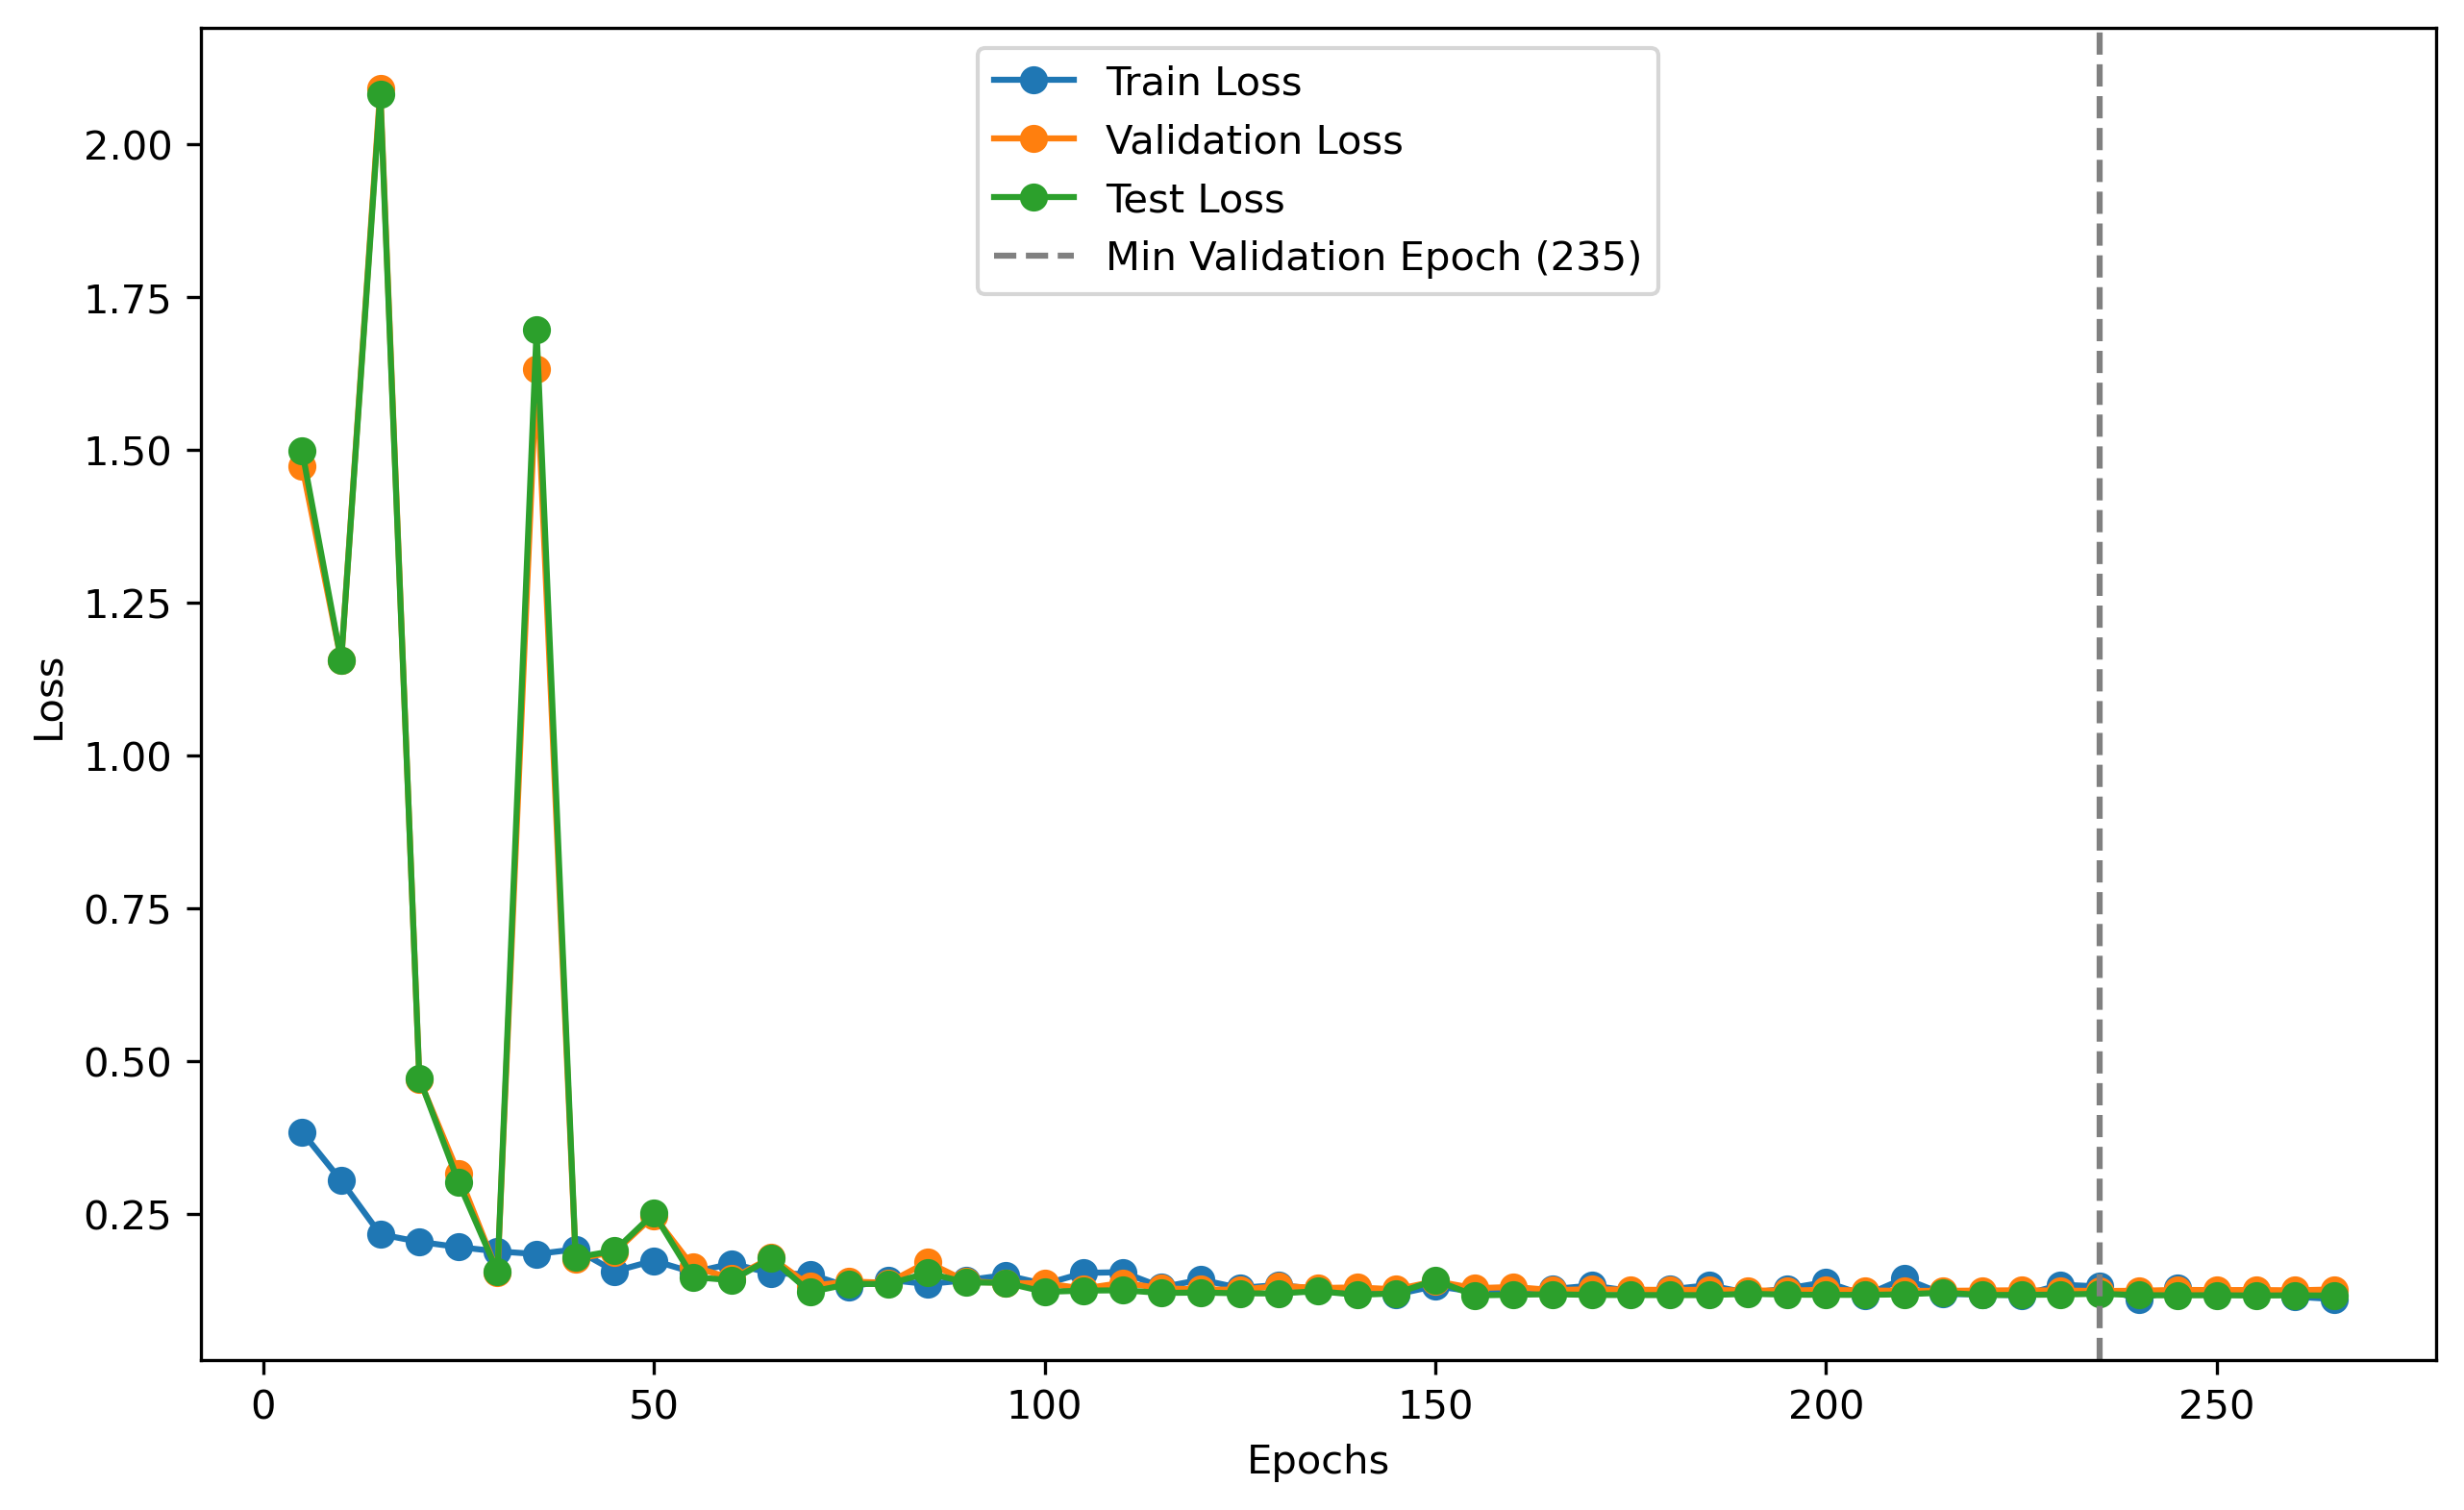 Train Loss
Validation Loss
Test Loss
Min Validation Epoch (235)
2.00
1.75
1.50
1.25
1.00
0.75
0.50
0.25
Loss
0 50 100 150 200 250
Epochs